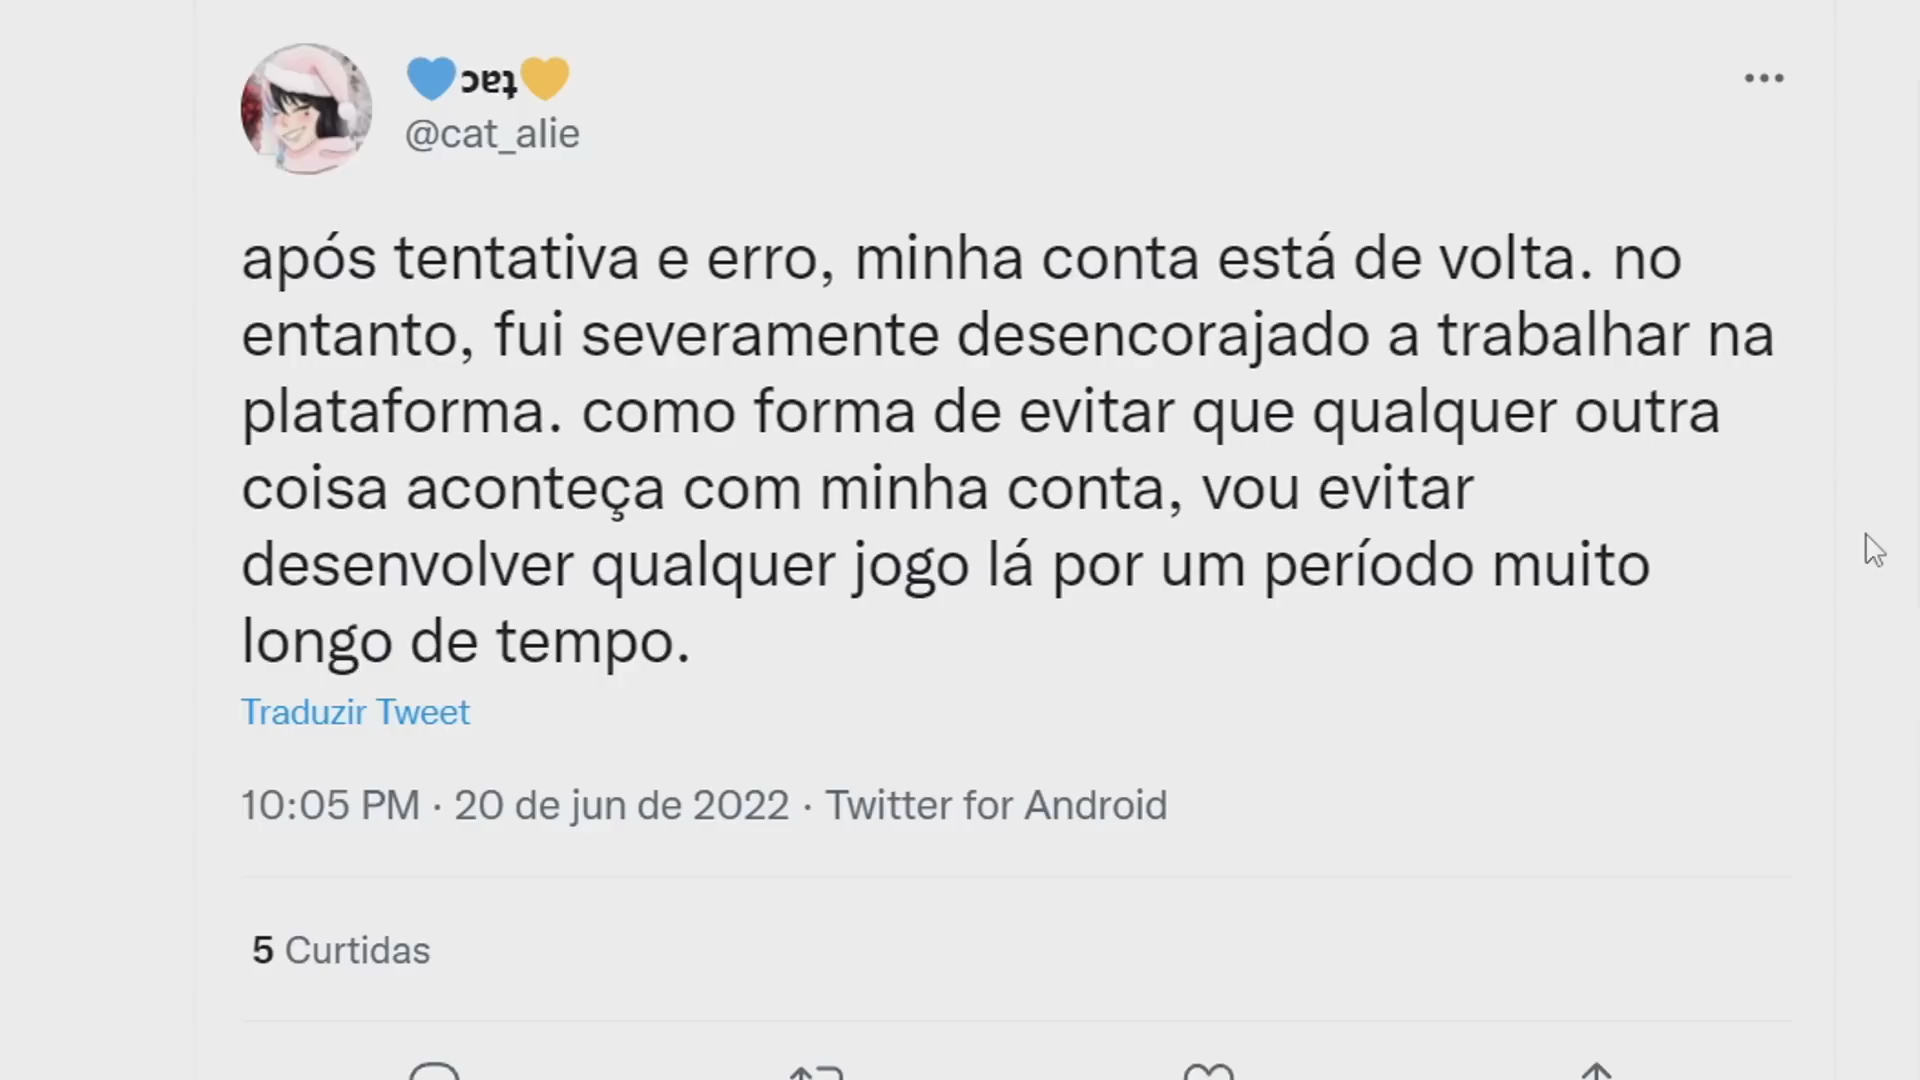 💙ɔɐʇ💛
@cat_alie
após tentativa e erro, minha conta está de volta. no
entanto, fui severamente desencorajado a trabalhar na
plataforma. como forma de evitar que qualquer outra
coisa aconteça com minha conta, vou evitar
desenvolver qualquer jogo lá por um período muito
longo de tempo.
Traduzir Tweet
10:05 PM · 20 de jun de 2022 · Twitter for Android
5 Curtidas